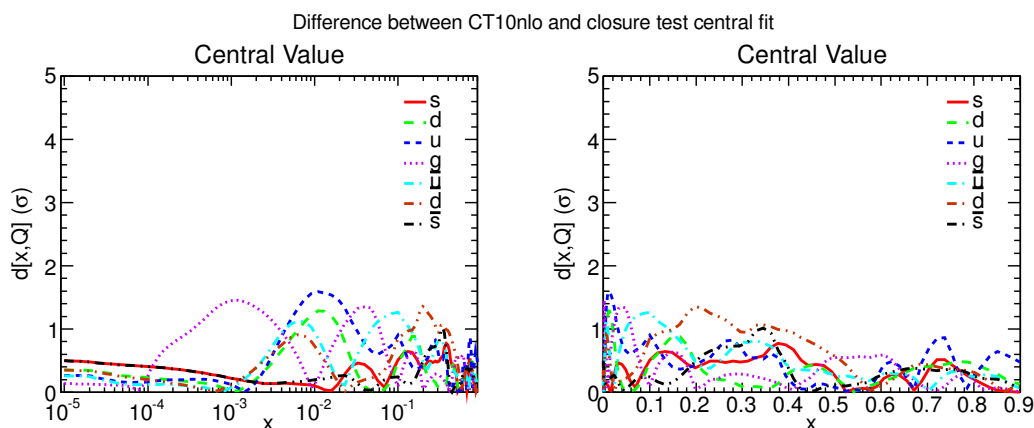 Difference between CT10nlo and closure test central fit
Central Value
d[x,Q] (σ)
5
4
3
2
1
0
s
d
u
g
u̅
d̅
s̅
10⁻⁵
10⁻⁴
10⁻³
10⁻²
10⁻¹
x
Central Value
d[x,Q] (σ)
5
4
3
2
1
0
s
d
u
g
u̅
d̅
s̅
0
0.1
0.2
0.3
0.4
0.5
0.6
0.7
0.8
0.9
x